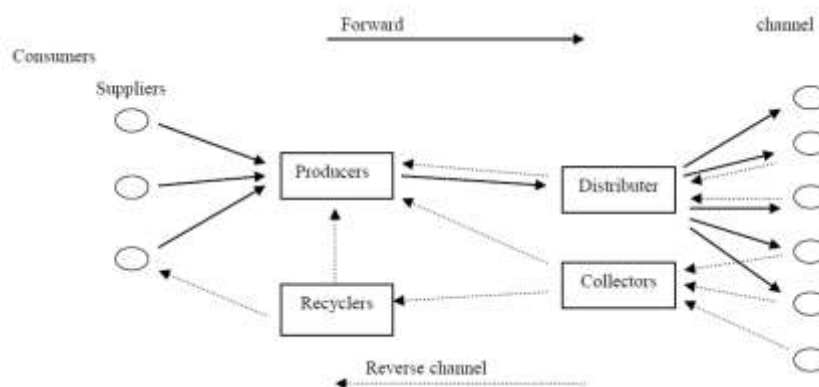 Forward
channel
Consumers
Suppliers
Producers
Distributer
Collectors
Recyclers
Reverse channel